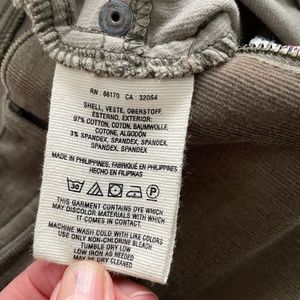 RN 66170 CA 32054
SHELL, VESTE, OBERSTOFF,
ESTERNO, EXTERIOR:
97% COTTON, COTON, BAUMWOLLE,
COTONE, ALGODÓN
3% SPANDEX, SPANDEX, SPANDEX,
SPANDEX, SPANDEX
MADE IN PHILIPPINES, FABRIQUÉ EN PHILIPPINES
HECHO EN FILIPINAS
30
P
THIS GARMENT CONTAINS DYE WHICH
MAY DISCOLOR MATERIALS WITH WHICH
IT COMES IN CONTACT.
MACHINE WASH COLD WITH LIKE COLORS
USE ONLY NON-CHLORINE BLEACH
TUMBLE DRY LOW
LOW IRON AS NEEDED
MAY BE DRY CLEANED